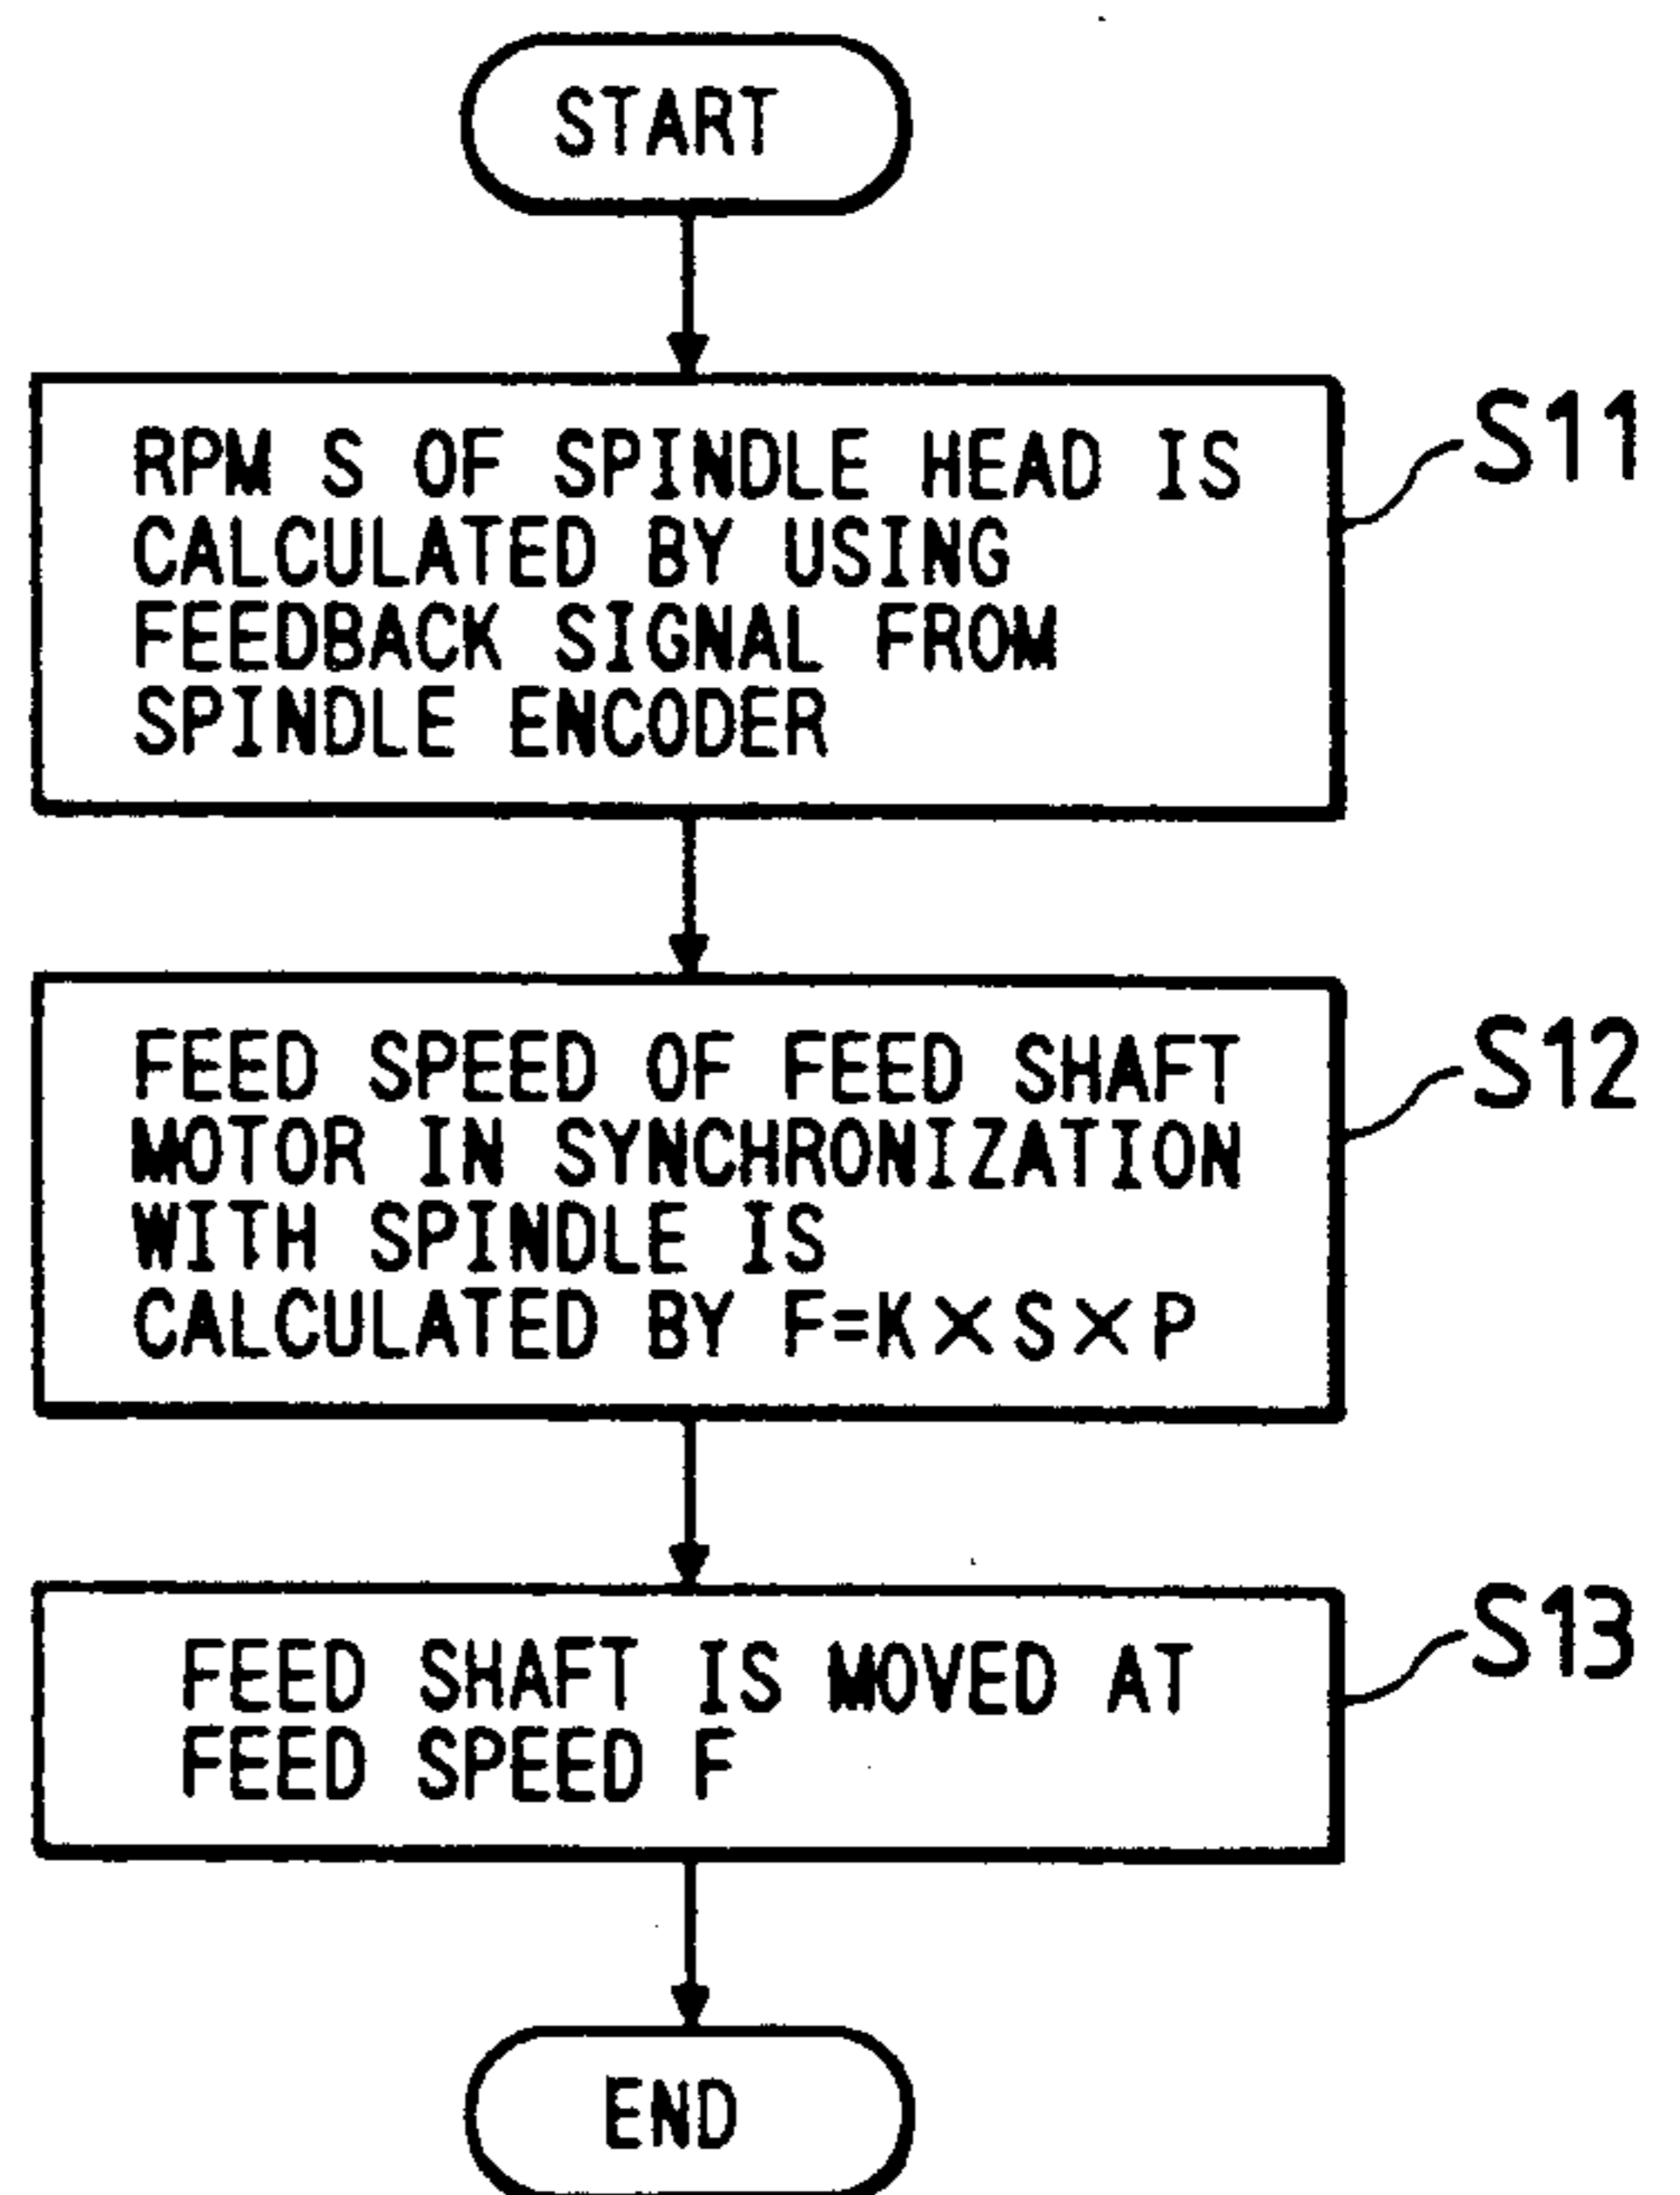 START
RPM S OF SPINDLE HEAD IS
CALCULATED BY USING
FEEDBACK SIGNAL FROM
SPINDLE ENCODER
S11
FEED SPEED OF FEED SHAFT
MOTOR IN SYNCHRONIZATION
WITH SPINDLE IS
CALCULATED BY F=K×S×P
S12
FEED SHAFT IS MOVED AT
FEED SPEED F
S13
END